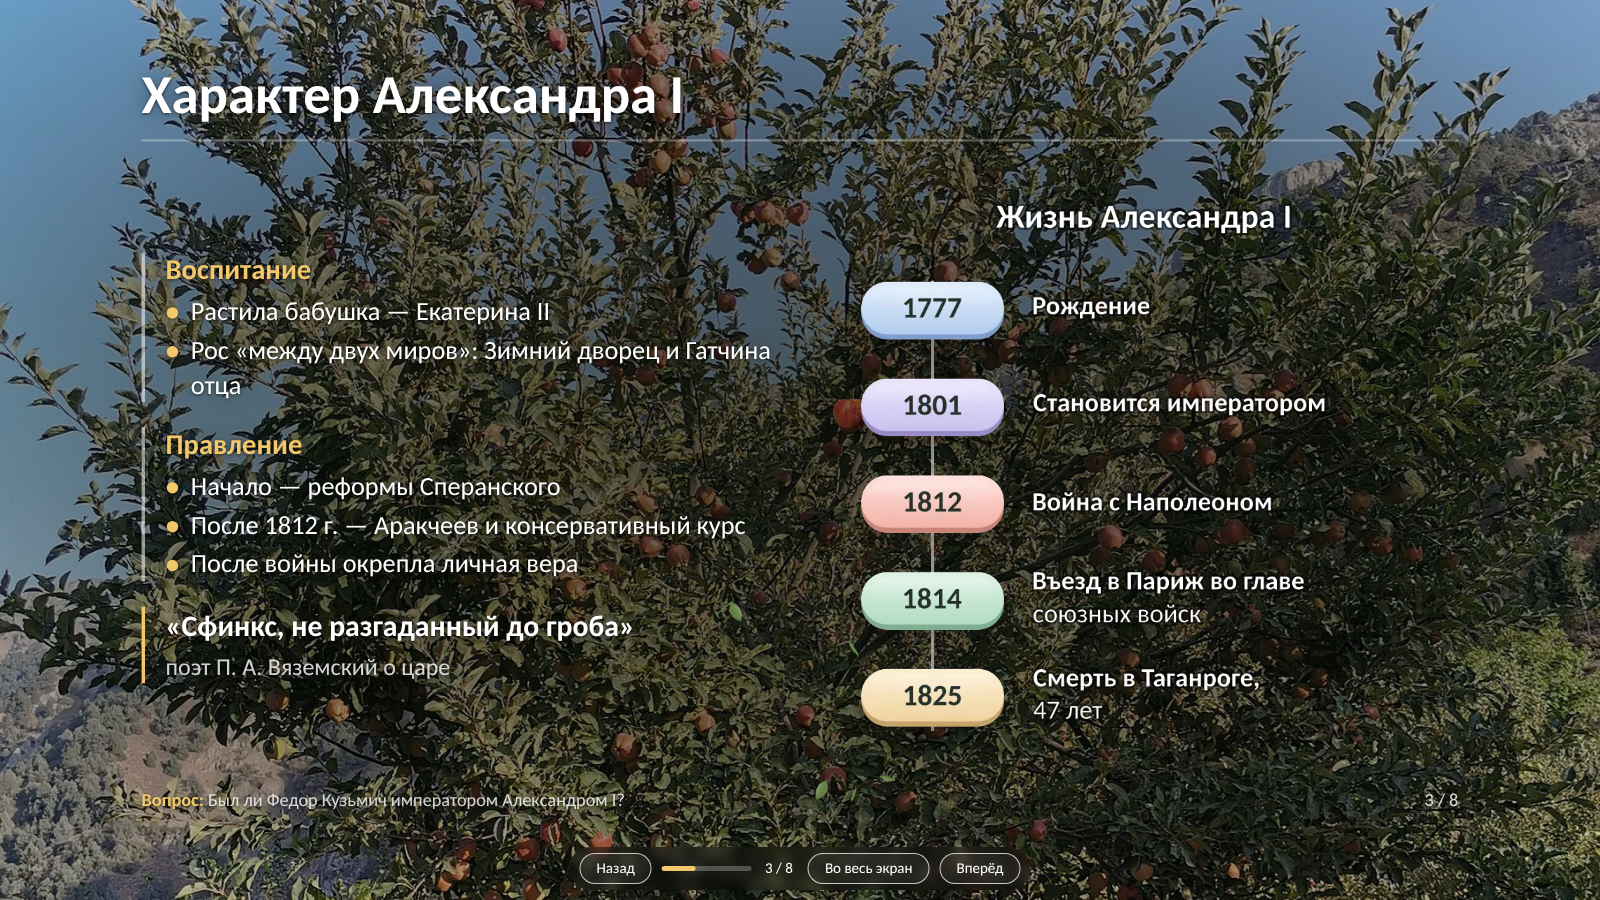 Характер Александра I
Воспитание
Растила бабушка — Екатерина II
Рос «между двух миров»: Зимний дворец и Гатчина
отца
Правление
Начало — реформы Сперанского
После 1812 г. — Аракчеев и консервативный курс
После войны окрепла личная вера
«Сфинкс, не разгаданный до гроба»
поэт П. А. Вяземский о царе
Жизнь Александра I
1777 Рождение
1801 Становится императором
1812 Война с Наполеоном
1814 Въезд в Париж во главе
союзных войск
1825 Смерть в Таганроге,
47 лет
Вопрос: Был ли Федор Кузьмич императором Александром I?
3 / 8
Назад 3 / 8 Во весь экран Вперёд